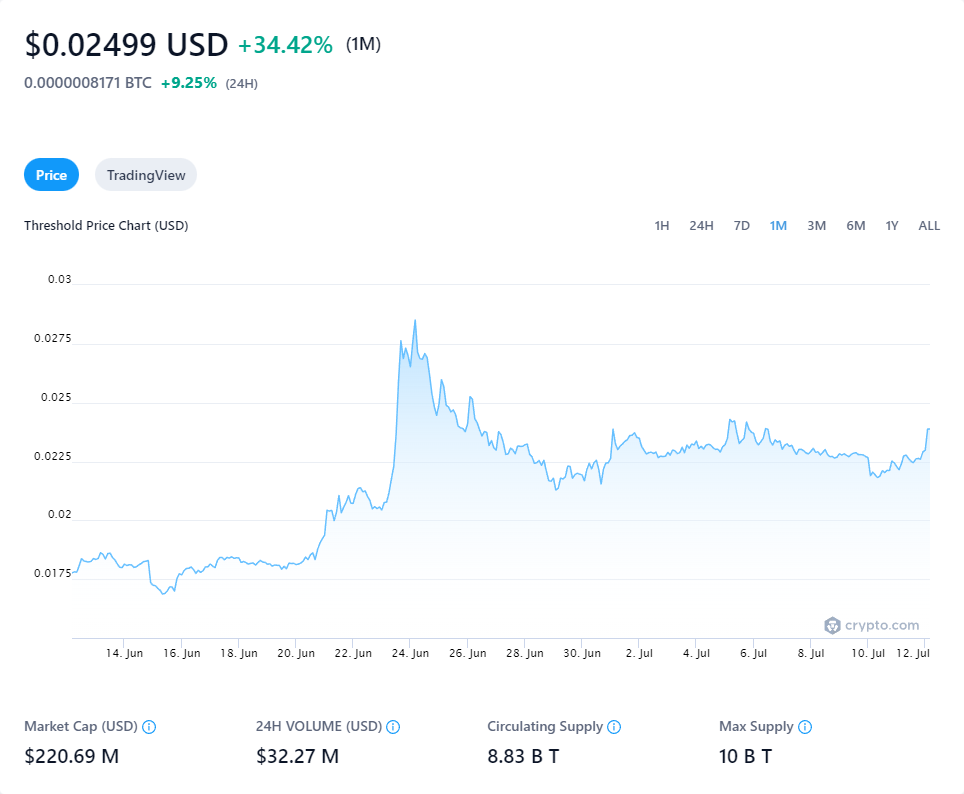 $0.02499 USD +34.42% (1M)
0.0000008171 BTC +9.25% (24H)
Price TradingView
Threshold Price Chart (USD) 1H 24H 7D 1M 3M 6M 1Y ALL
0.03
0.0275
0.025
0.0225
0.02
0.0175
crypto.com
14. Jun 16. Jun 18. Jun 20. Jun 22. Jun 24. Jun 26. Jun 28. Jun 30. Jun 2. Jul 4. Jul 6. Jul 8. Jul 10. Jul 12. Jul
Market Cap (USD) 24H VOLUME (USD) Circulating Supply Max Supply
$220.69 M $32.27 M 8.83 B T 10 B T